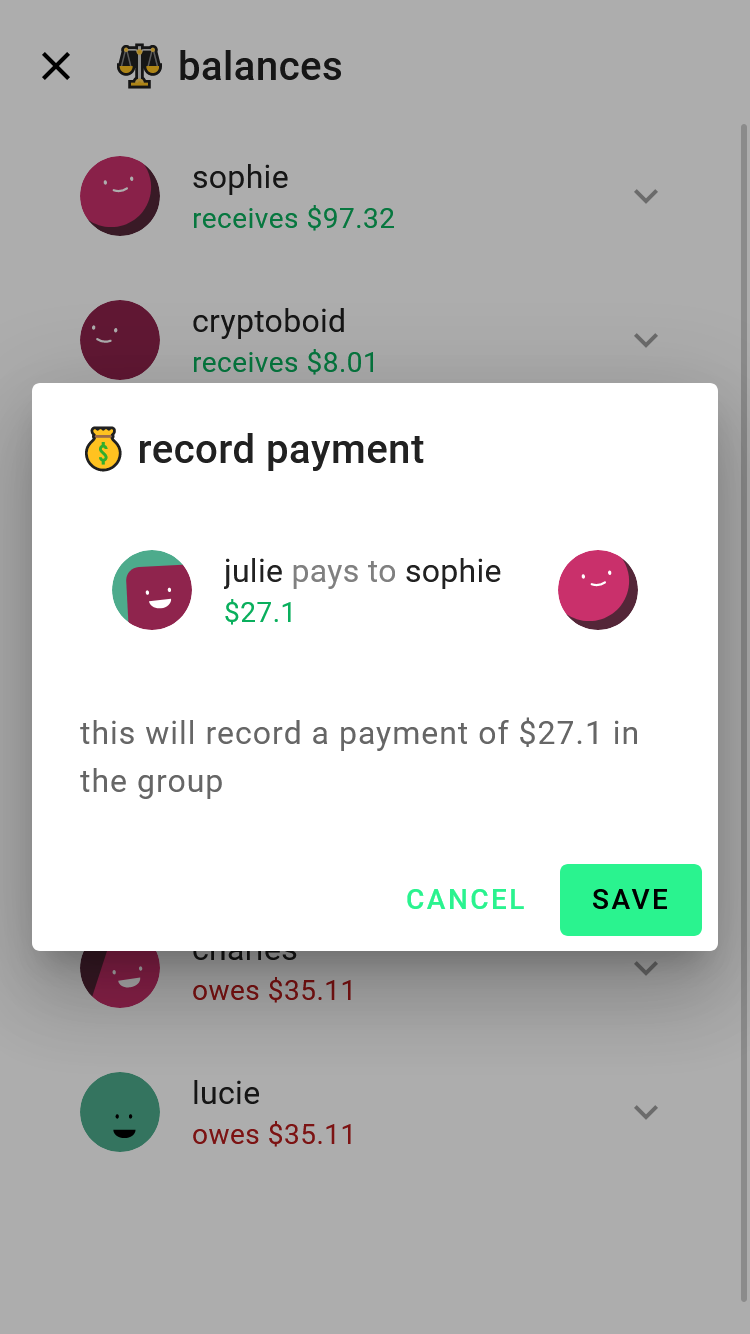 balances
sophie
receives $97.32
cryptoboid
receives $8.01
record payment
julie pays to sophie
$27.1
this will record a payment of $27.1 in
the group
CANCEL
SAVE
charles
owes $35.11
lucie
owes $35.11